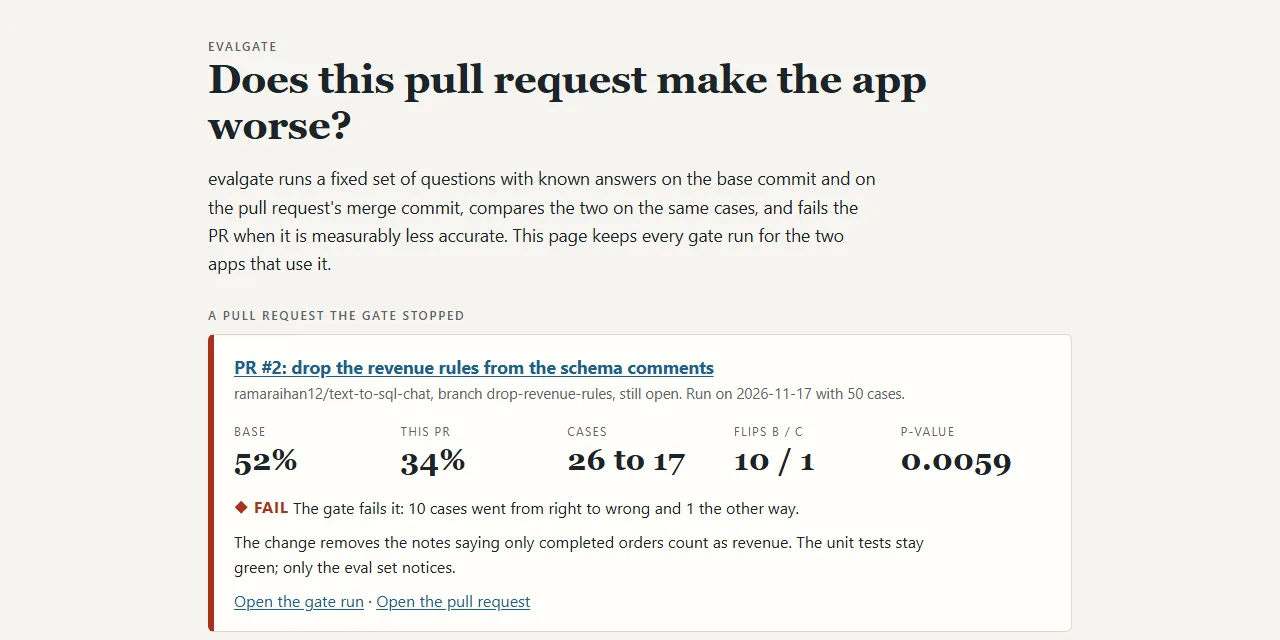 EVALGATE
Does this pull request make the app
worse?
evalgate runs a fixed set of questions with known answers on the base commit and on
the pull request's merge commit, compares the two on the same cases, and fails the
PR when it is measurably less accurate. This page keeps every gate run for the two
apps that use it.
A PULL REQUEST THE GATE STOPPED
PR #2: drop the revenue rules from the schema comments
ramaraihan12/text-to-sql-chat, branch drop-revenue-rules, still open. Run on 2026-11-17 with 50 cases.
BASE THIS PR CASES FLIPS B / C P-VALUE
52% 34% 26 to 17 10 / 1 0.0059
◆ FAIL The gate fails it: 10 cases went from right to wrong and 1 the other way.
The change removes the notes saying only completed orders count as revenue. The unit tests stay
green; only the eval set notices.
Open the gate run · Open the pull request